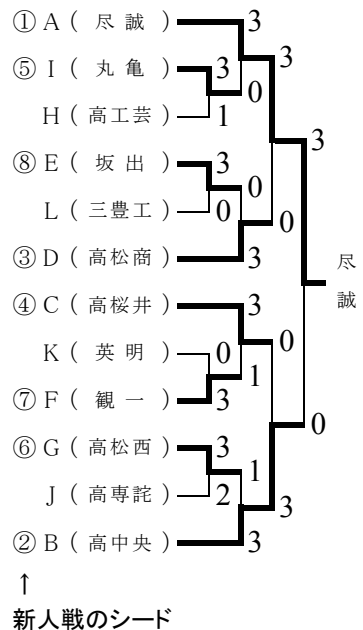 ① A ( 尽 誠 ) 3
3
⑤ I ( 丸 亀 ) 3
0
H ( 高工芸 ) 1
3
⑧ E ( 坂 出 ) 3
0
L ( 三豊工 ) 0
0
③ D ( 高松商 ) 3
尽誠
④ C ( 高桜井 ) 3
0
K ( 英 明 ) 0
1
⑦ F ( 観 一 ) 3
0
⑥ G ( 高松西 ) 3
1
J ( 高専詫 ) 2
3
② B ( 高中央 ) 3
↑
新人戦のシード